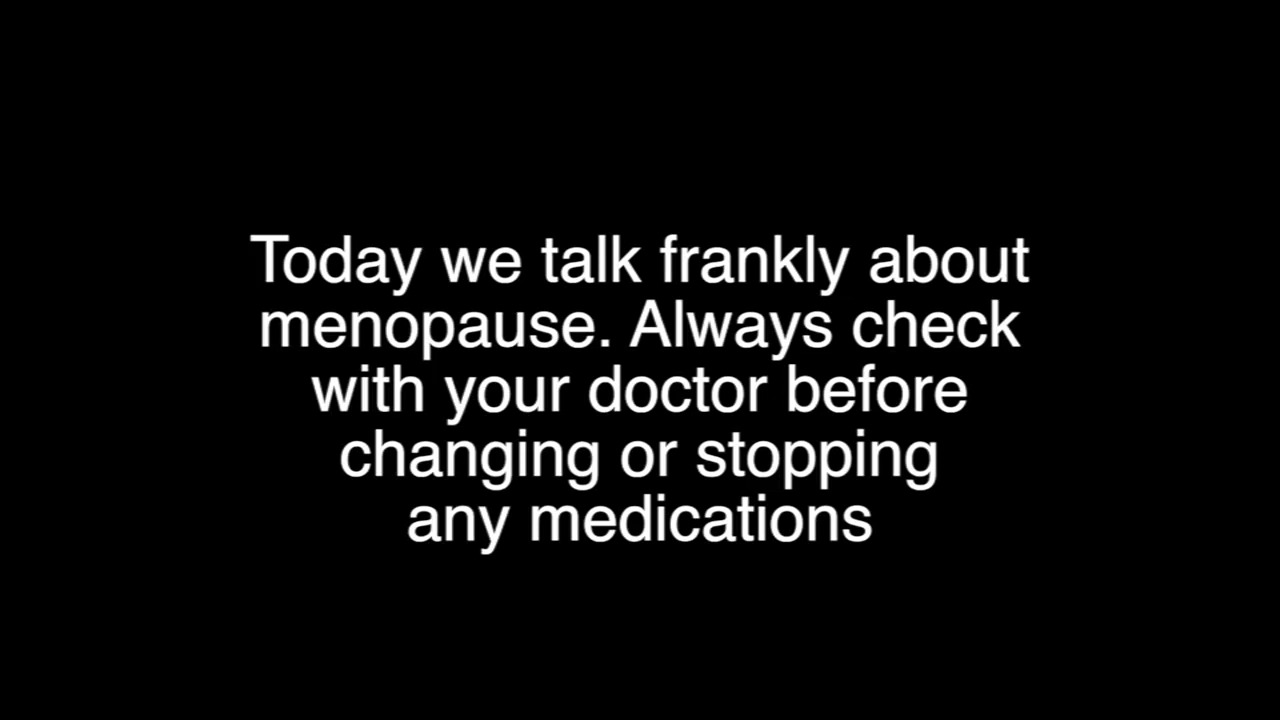 Today we talk frankly about
menopause. Always check
with your doctor before
changing or stopping
any medications